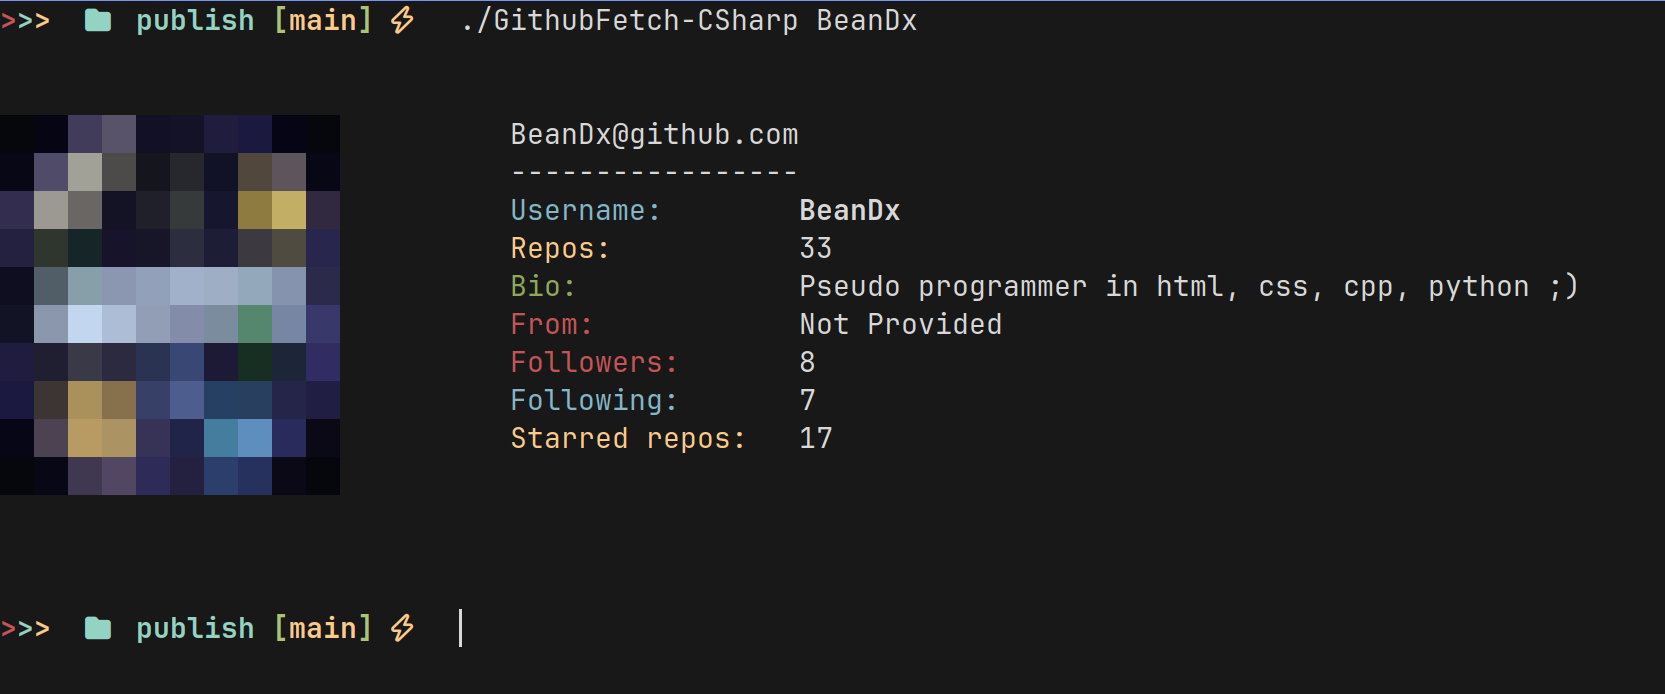 >>> publish [main] ⚡ ./GithubFetch-CSharp BeanDx
BeanDx@github.com
-----------------
Username: BeanDx
Repos: 33
Bio: Pseudo programmer in html, css, cpp, python ;)
From: Not Provided
Followers: 8
Following: 7
Starred repos: 17
>>> publish [main] ⚡